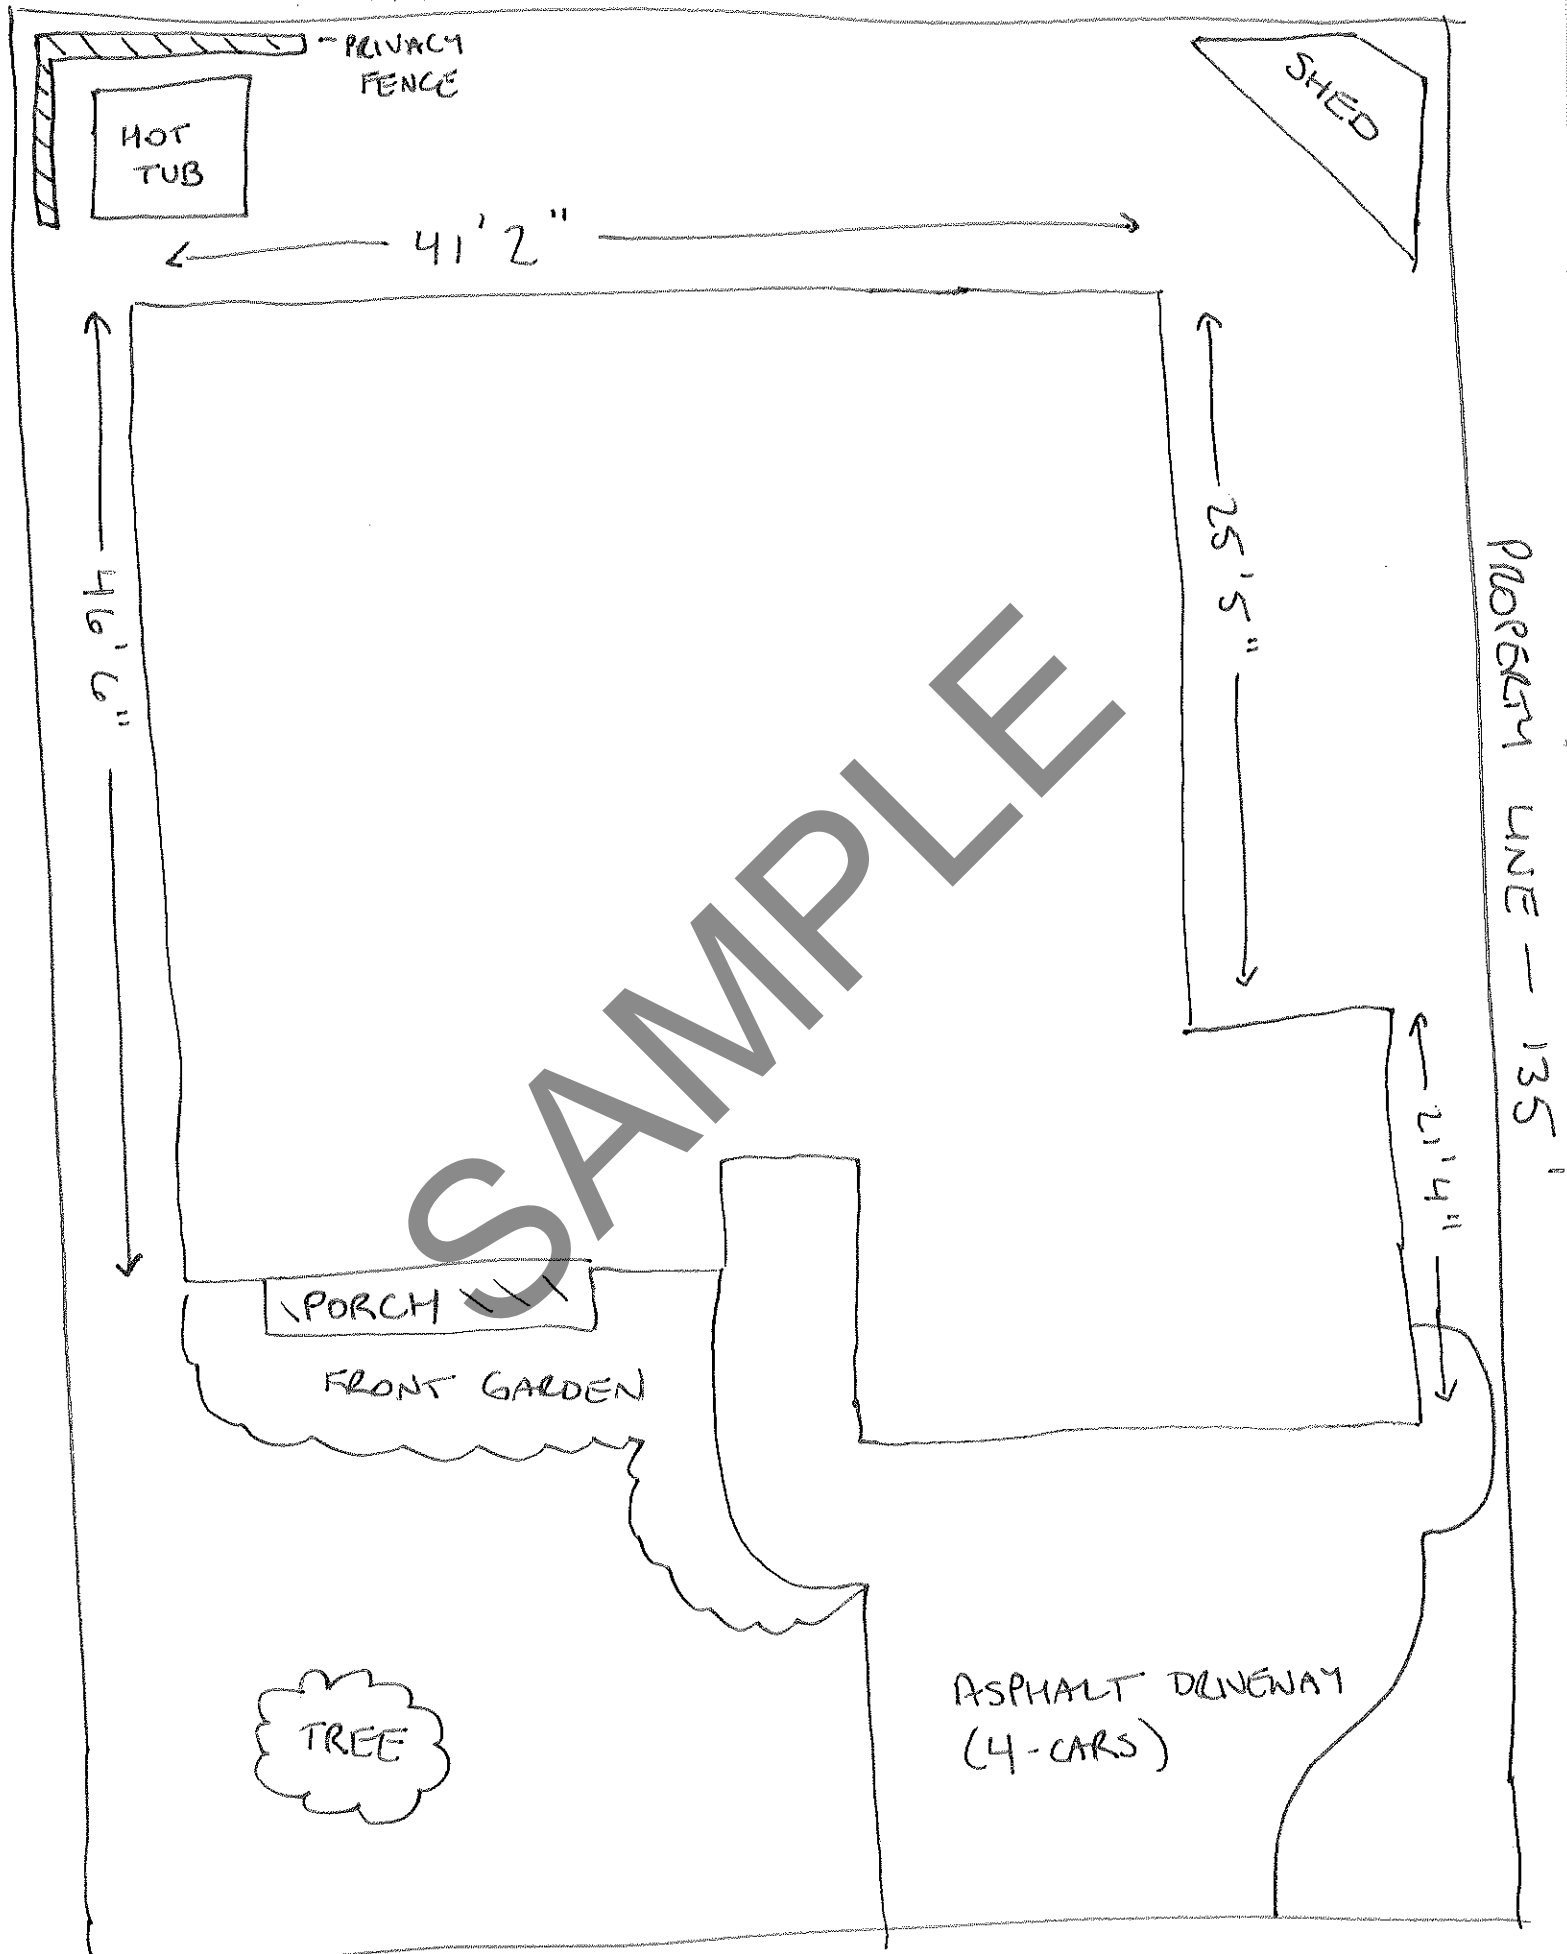 PRIVACY
FENCE
SHED
HOT
TUB
41'2"
25'5"
46'6"
PROPERTY LINE — 135'
SAMPLE
21'4"
PORCH
FRONT GARDEN
TREE
ASPHALT DRIVEWAY
(4-CARS)